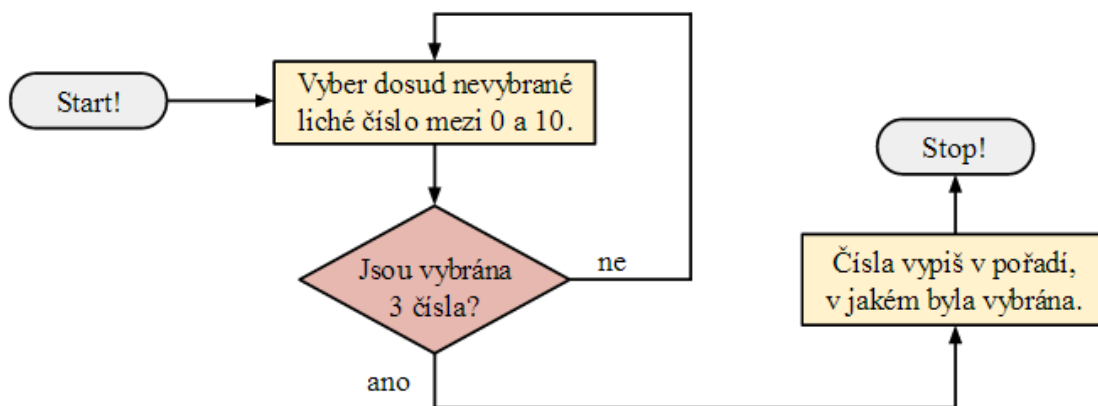 Start!
Vyber dosud nevybrané
liché číslo mezi 0 a 10.
Jsou vybrána
3 čísla?
ne
ano
Čísla vypiš v pořadí,
v jakém byla vybrána.
Stop!